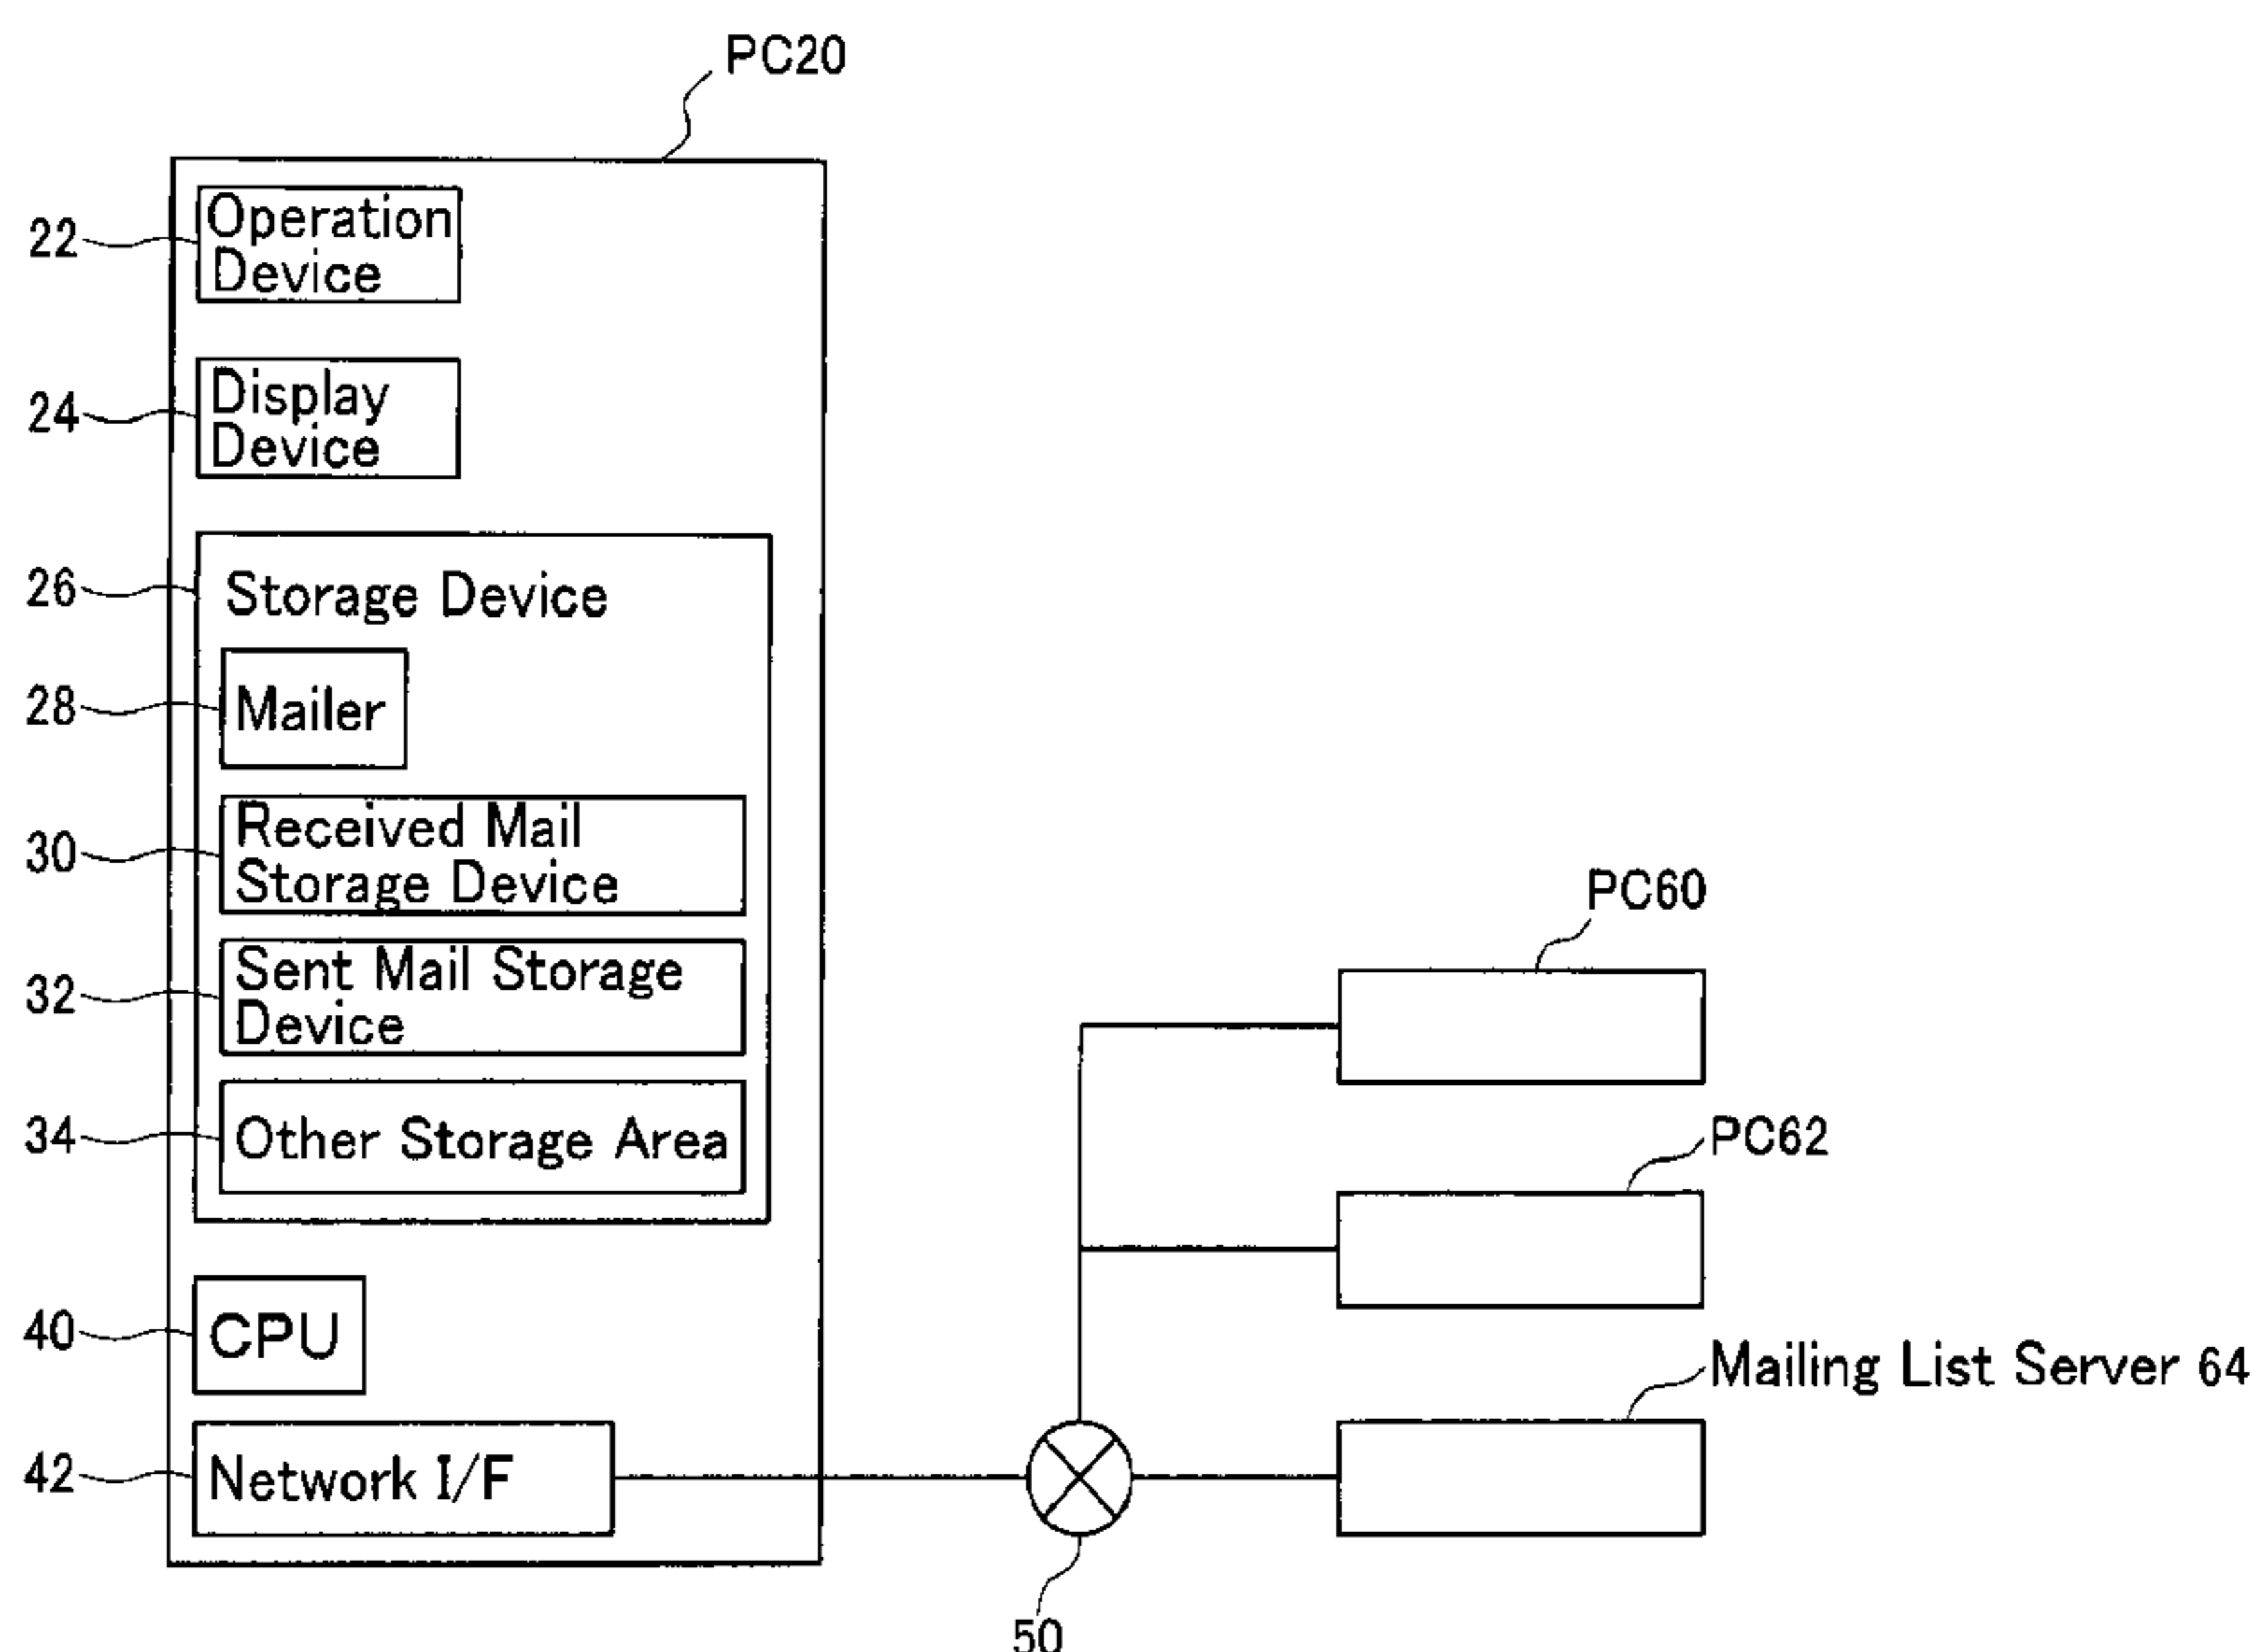 PC20
22
Operation
Device
24
Display
Device
26
Storage Device
28
Mailer
30
Received Mail
Storage Device
32
Sent Mail Storage
Device
34
Other Storage Area
40
CPU
42
Network I/F
50
PC60
PC62
Mailing List Server 64